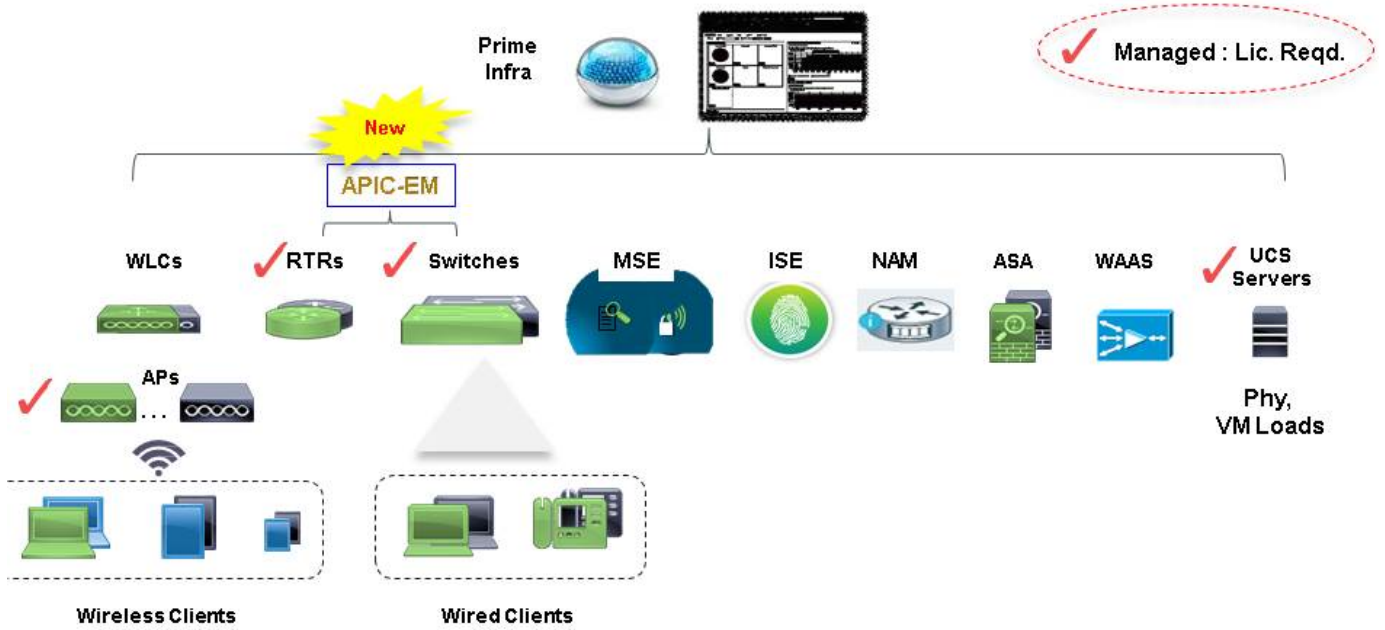 Prime
Infra
Managed : Lic. Reqd.
New
APIC-EM
WLCs
RTRs
Switches
MSE
ISE
NAM
ASA
WAAS
UCS
Servers
APs
...
Phy,
VM Loads
Wireless Clients
Wired Clients